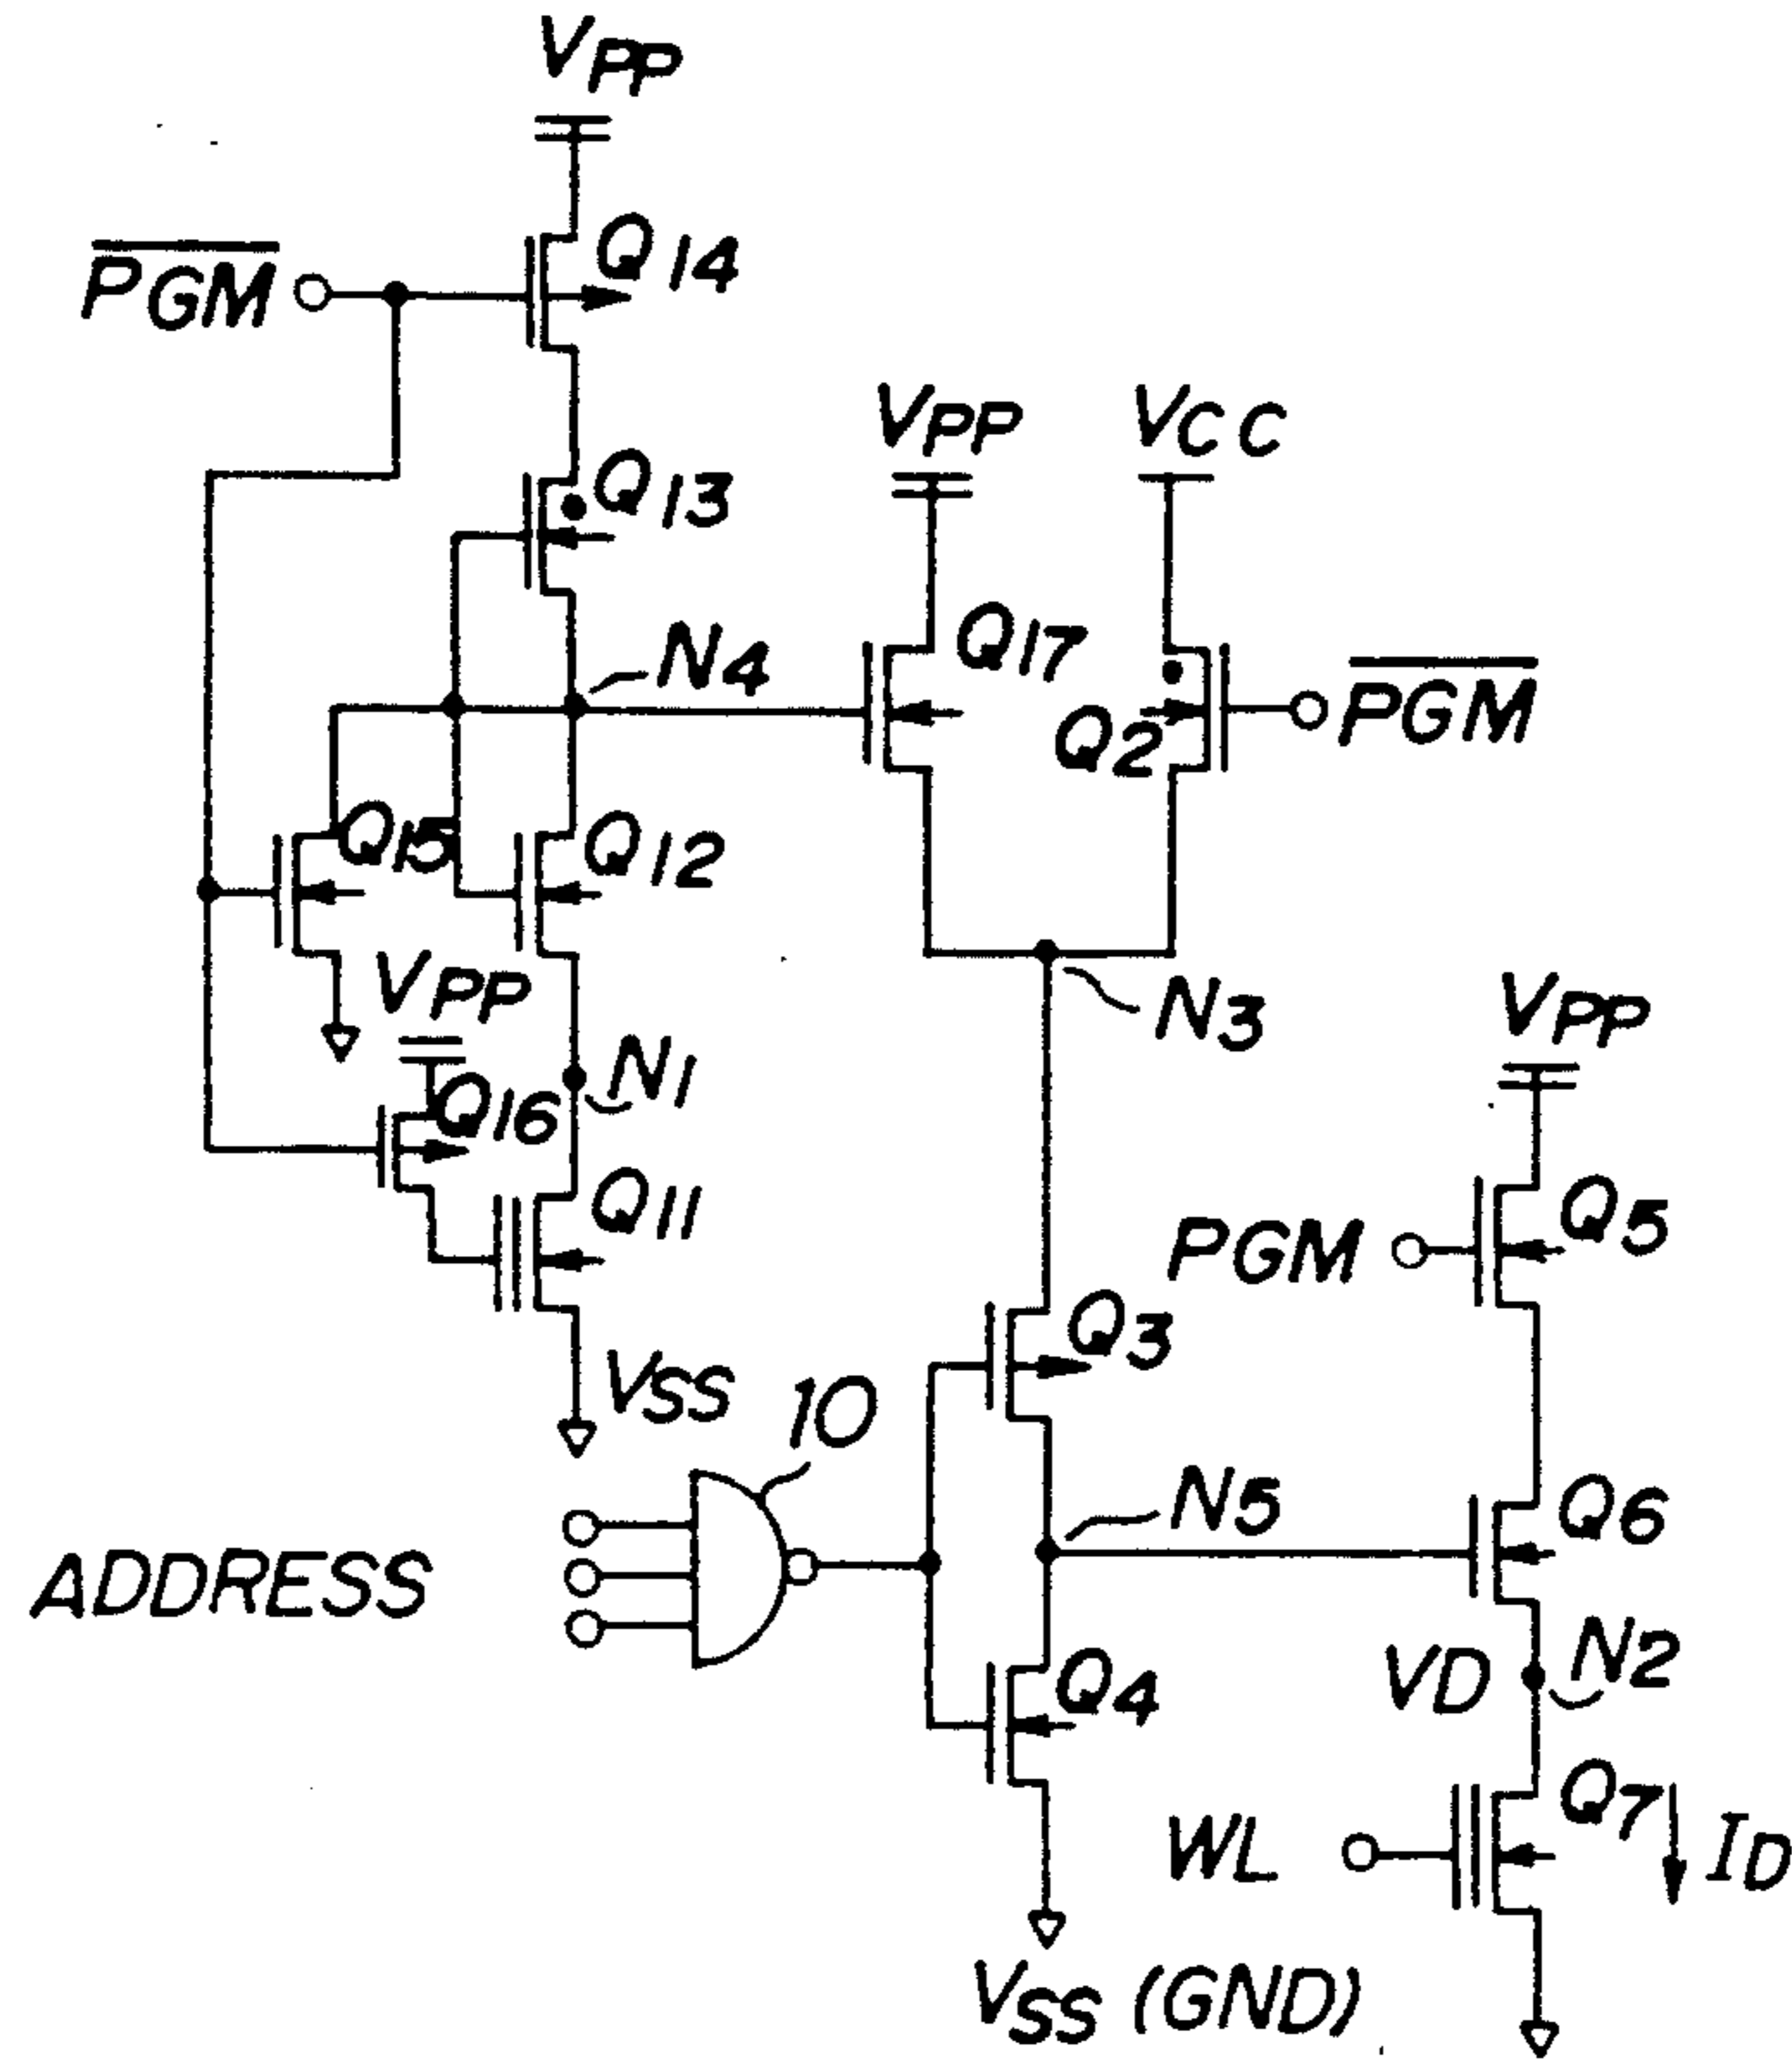 VPP
Q14
PGM
Q13
VPP
VCC
N4
Q17
Q2
PGM
Q15
Q12
VPP
N3
VPP
N1
Q16
Q11
PGM
Q5
Q3
VSS
10
N5
Q6
ADDRESS
Q4
VD
N2
Q7
WL
ID
VSS (GND)